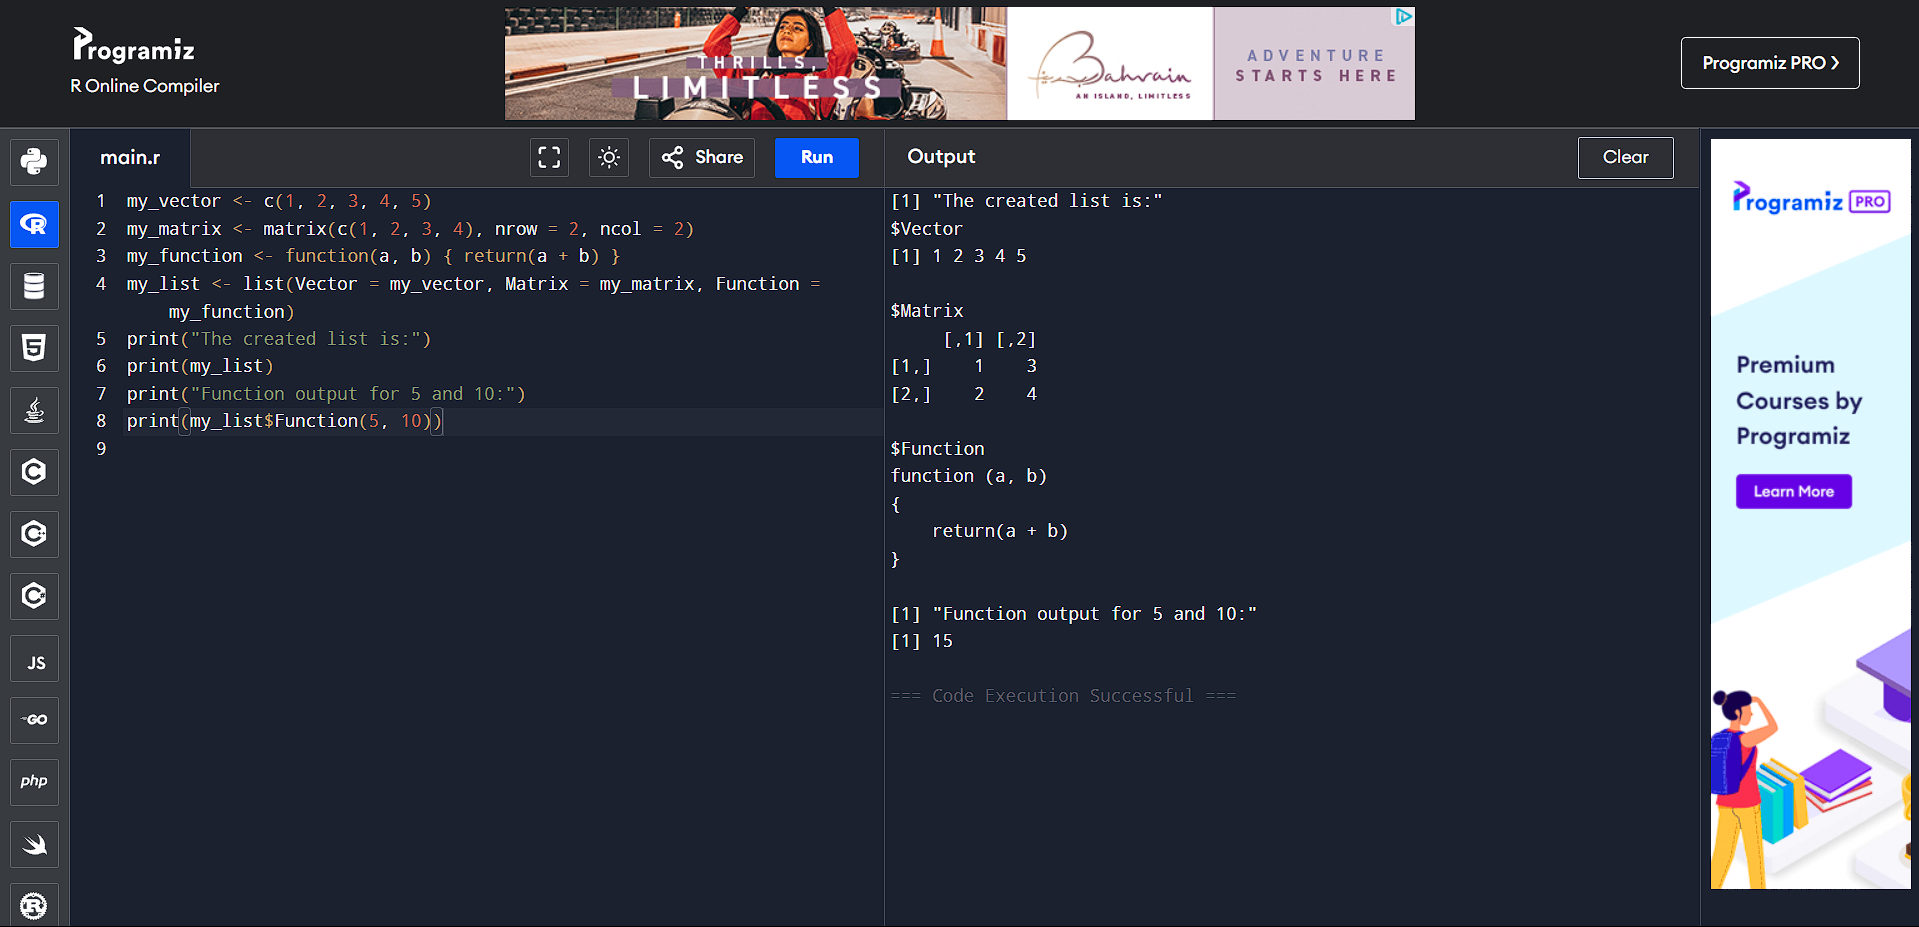 Programiz
R Online Compiler
THRILLS,
LIMITLESS
Bahrain
AN ISLAND, LIMITLESS
ADVENTURE
STARTS HERE
Programiz PRO ›
main.r
Share
Run
Output
Clear
1 my_vector <- c(1, 2, 3, 4, 5)
2 my_matrix <- matrix(c(1, 2, 3, 4), nrow = 2, ncol = 2)
3 my_function <- function(a, b) { return(a + b) }
4 my_list <- list(Vector = my_vector, Matrix = my_matrix, Function =
    my_function)
5 print("The created list is:")
6 print(my_list)
7 print("Function output for 5 and 10:")
8 print(my_list$Function(5, 10))
9
[1] "The created list is:"
$Vector
[1] 1 2 3 4 5
$Matrix
     [,1] [,2]
[1,]    1    3
[2,]    2    4
$Function
function (a, b)
{
    return(a + b)
}
[1] "Function output for 5 and 10:"
[1] 15
=== Code Execution Successful ===
R
5
C
C++
C#
JS
GO
php
R
Programiz PRO
Premium
Courses by
Programiz
Learn More